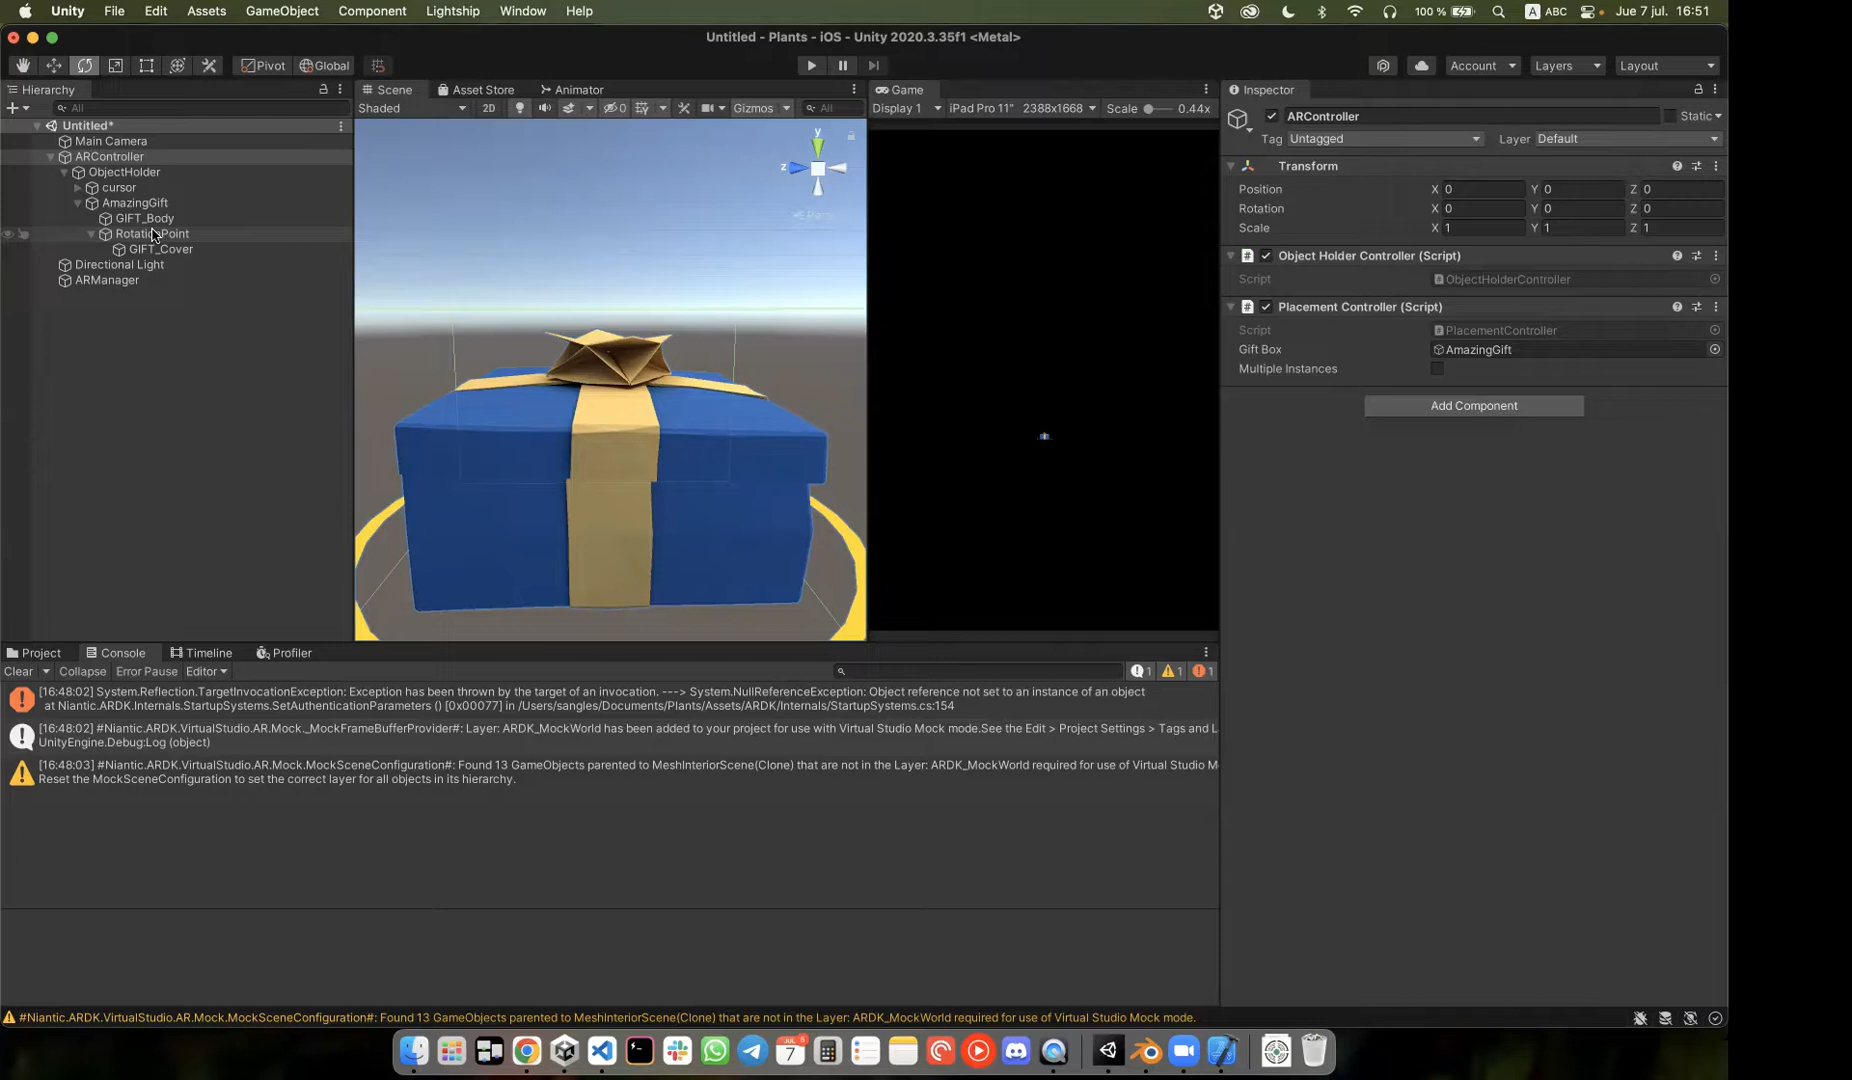 Unity File Edit Assets GameObject Component Lightship Window Help 100 % A ABC Jue 7 jul. 16:51
Untitled - Plants - iOS - Unity 2020.3.35f1 <Metal>
Pivot Global Account Layers Layout
Hierarchy
All
Untitled*
Main Camera
ARController
ObjectHolder
cursor
AmazingGift
GIFT_Body
GIFT_Cover
Directional Light
ARManager
Scene Asset Store Animator
Shaded 2D 0 Gizmos All
y
z
Game
Display 1 iPad Pro 11" 2388x1668 Scale 0.44x
Inspector
ARController Static
Tag Untagged Layer Default
Transform
Position X 0 Y 0 Z 0
Rotation X 0 Y 0 Z 0
Scale X 1 Y 1 Z 1
Object Holder Controller (Script)
Script ObjectHolderController
Placement Controller (Script)
Script PlacementController
Gift Box AmazingGift
Multiple Instances
Add Component
Project Console Timeline Profiler
Clear Collapse Error Pause Editor 1 1 1
[16:48:02] System.Reflection.TargetInvocationException: Exception has been thrown by the target of an invocation. ---> System.NullReferenceException: Object reference not set to an instance of an object
at Niantic.ARDK.Internals.StartupSystems.SetAuthenticationParameters () [0x00077] in /Users/sangles/Documents/Plants/Assets/ARDK/Internals/StartupSystems.cs:154
[16:48:02] #Niantic.ARDK.VirtualStudio.AR.Mock._MockFrameBufferProvider#: Layer: ARDK_MockWorld has been added to your project for use with Virtual Studio Mock mode.See the Edit > Project Settings > Tags and L
UnityEngine.Debug:Log (object)
[16:48:03] #Niantic.ARDK.VirtualStudio.AR.Mock.MockSceneConfiguration#: Found 13 GameObjects parented to MeshInteriorScene(Clone) that are not in the Layer: ARDK_MockWorld required for use of Virtual Studio M
Reset the MockSceneConfiguration to set the correct layer for all objects in its hierarchy.
#Niantic.ARDK.VirtualStudio.AR.Mock.MockSceneConfiguration#: Found 13 GameObjects parented to MeshInteriorScene(Clone) that are not in the Layer: ARDK_MockWorld required for use of Virtual Studio Mock mode.
JUL
7